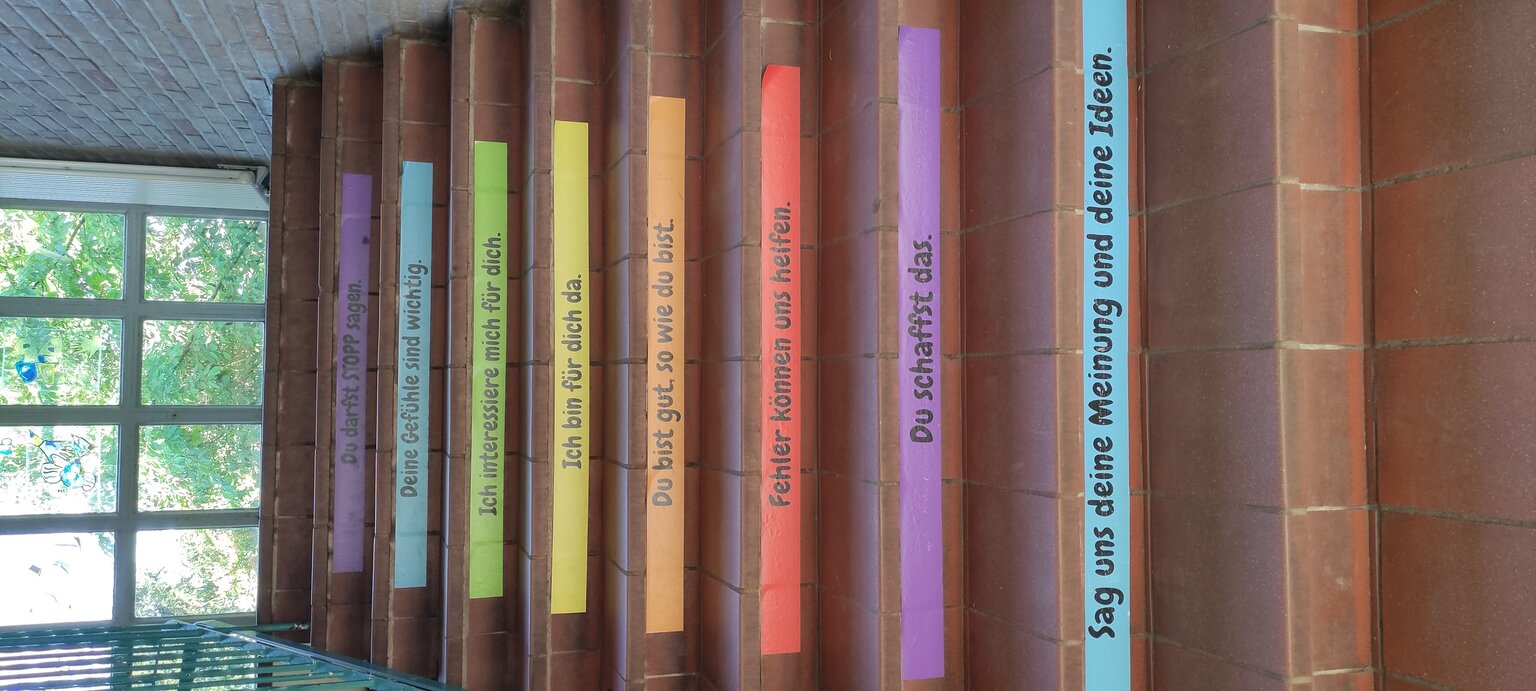 Du darfst STOPP sagen.
Deine Gefühle sind wichtig.
Ich interessiere mich für dich.
Ich bin für dich da.
Du bist gut, so wie du bist.
Fehler können uns helfen.
Du schaffst das.
Sag uns deine Meinung und deine Ideen.